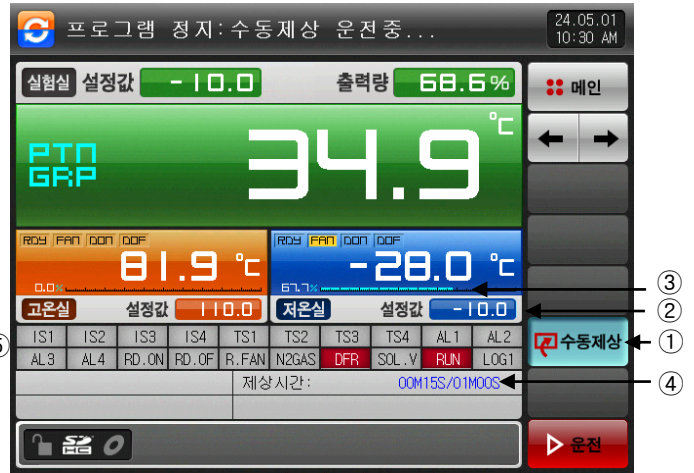 프로그램 정지:수동제상 운전중...
24.05.01
10:30 AM
실험실 설정값 -10.0 출력량 68.6%
메인
PTN
GRP
34.9 ℃
RDY FAN DON DOF
81.9 ℃
0.0%
고온실 설정값 110.0
RDY FAN DON DOF
-28.0 ℃
67.7%
저온실 설정값 -10.0
③
②
IS1 IS2 IS3 IS4 TS1 TS2 TS3 TS4 AL1 AL2
AL3 AL4 RD.ON RD.OF R.FAN N2GAS DFR SOL.V RUN LOG1
수동제상
①
제상시간: 00M15S/01M00S
④
운전